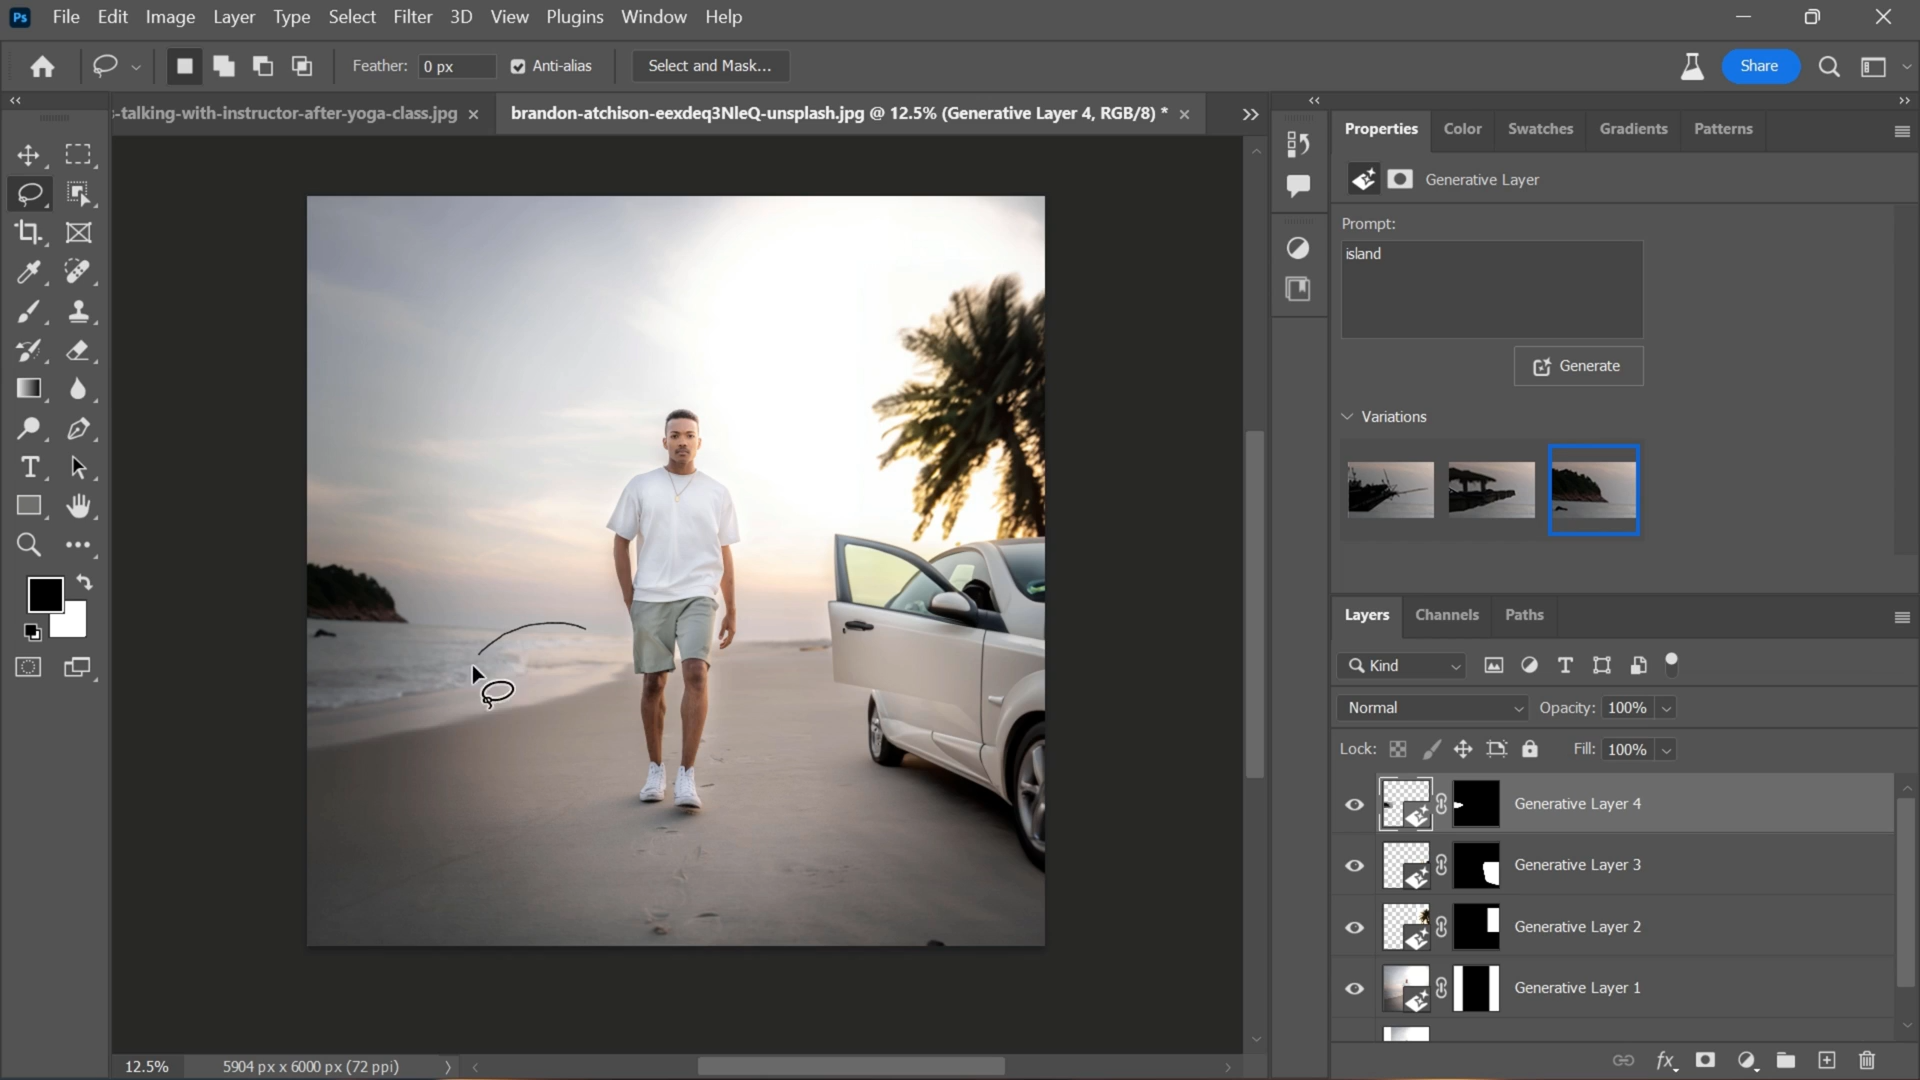 Ps File Edit Image Layer Type Select Filter 3D View Plugins Window Help
Feather: 0 px Anti-alias Select and Mask... Share
-talking-with-instructor-after-yoga-class.jpg brandon-atchison-eexdeq3NleQ-unsplash.jpg @ 12.5% (Generative Layer 4, RGB/8) *
Properties Color Swatches Gradients Patterns
Generative Layer
Prompt:
island
Generate
Variations
Layers Channels Paths
Kind
Normal Opacity: 100%
Lock: Fill: 100%
Generative Layer 4
Generative Layer 3
Generative Layer 2
Generative Layer 1
12.5% 5904 px x 6000 px (72 ppi)